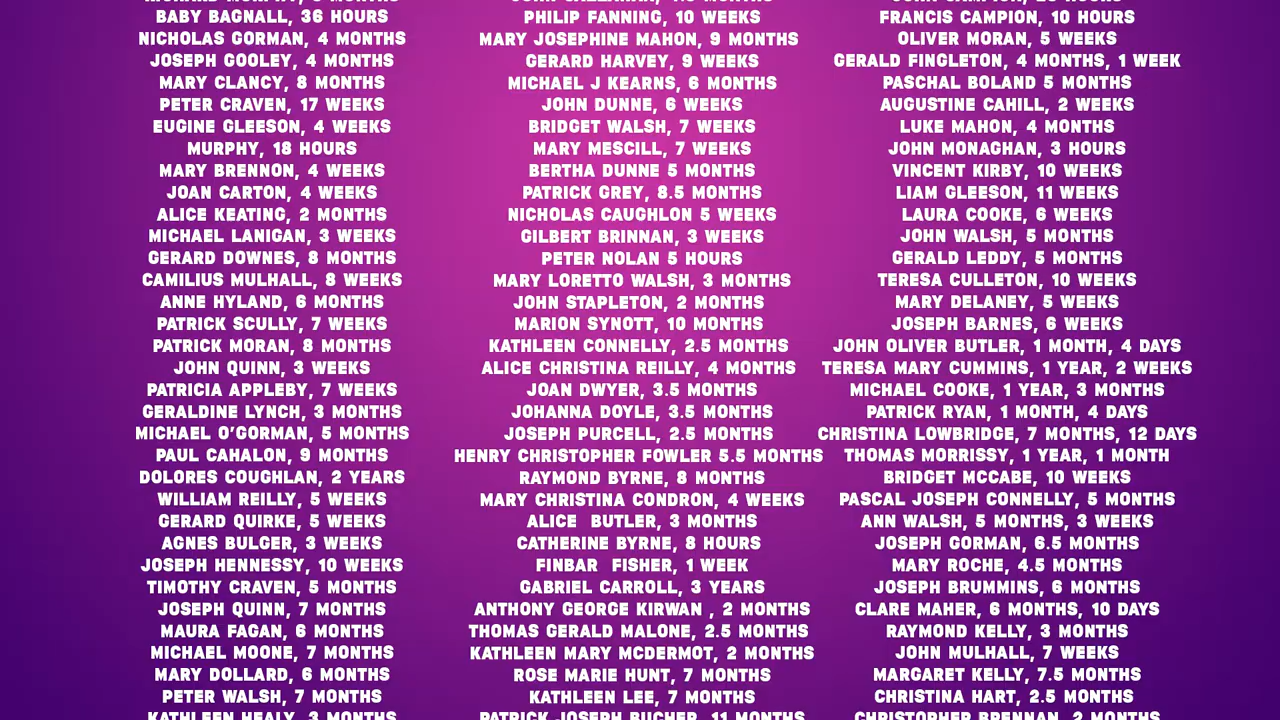 BABY BAGNALL, 36 HOURS
NICHOLAS GORMAN, 4 MONTHS
JOSEPH GOOLEY, 4 MONTHS
MARY CLANCY, 8 MONTHS
PETER CRAVEN, 17 WEEKS
EUGINE GLEESON, 4 WEEKS
MURPHY, 18 HOURS
MARY BRENNON, 4 WEEKS
JOAN CARTON, 4 WEEKS
ALICE KEATING, 2 MONTHS
MICHAEL LANIGAN, 3 WEEKS
GERARD DOWNES, 8 MONTHS
CAMILIUS MULHALL, 8 WEEKS
ANNE HYLAND, 6 MONTHS
PATRICK SCULLY, 7 WEEKS
PATRICK MORAN, 8 MONTHS
JOHN QUINN, 3 WEEKS
PATRICIA APPLEBY, 7 WEEKS
GERALDINE LYNCH, 3 MONTHS
MICHAEL O'GORMAN, 5 MONTHS
PAUL CAHALON, 9 MONTHS
DOLORES COUGHLAN, 2 YEARS
WILLIAM REILLY, 5 WEEKS
GERARD QUIRKE, 5 WEEKS
AGNES BULGER, 3 WEEKS
JOSEPH HENNESSY, 10 WEEKS
TIMOTHY CRAVEN, 5 MONTHS
JOSEPH QUINN, 7 MONTHS
MAURA FAGAN, 6 MONTHS
MICHAEL MOONE, 7 MONTHS
MARY DOLLARD, 6 MONTHS
PETER WALSH, 7 MONTHS
KATHLEEN HEALY, 3 MONTHS
PHILIP FANNING, 10 WEEKS
MARY JOSEPHINE MAHON, 9 MONTHS
GERARD HARVEY, 9 WEEKS
MICHAEL J KEARNS, 6 MONTHS
JOHN DUNNE, 6 WEEKS
BRIDGET WALSH, 7 WEEKS
MARY MESCILL, 7 WEEKS
BERTHA DUNNE 5 MONTHS
PATRICK GREY, 8.5 MONTHS
NICHOLAS CAUGHLON 5 WEEKS
GILBERT BRINNAN, 3 WEEKS
PETER NOLAN 5 HOURS
MARY LORETTO WALSH, 3 MONTHS
JOHN STAPLETON, 2 MONTHS
MARION SYNOTT, 10 MONTHS
KATHLEEN CONNELLY, 2.5 MONTHS
ALICE CHRISTINA REILLY, 4 MONTHS
JOAN DWYER, 3.5 MONTHS
JOHANNA DOYLE, 3.5 MONTHS
JOSEPH PURCELL, 2.5 MONTHS
HENRY CHRISTOPHER FOWLER 5.5 MONTHS
RAYMOND BYRNE, 8 MONTHS
MARY CHRISTINA CONDRON, 4 WEEKS
ALICE BUTLER, 3 MONTHS
CATHERINE BYRNE, 8 HOURS
FINBAR FISHER, 1 WEEK
GABRIEL CARROLL, 3 YEARS
ANTHONY GEORGE KIRWAN , 2 MONTHS
THOMAS GERALD MALONE, 2.5 MONTHS
KATHLEEN MARY MCDERMOT, 2 MONTHS
ROSE MARIE HUNT, 7 MONTHS
KATHLEEN LEE, 7 MONTHS
PATRICK JOSEPH BUCHER, 11 MONTHS
FRANCIS CAMPION, 10 HOURS
OLIVER MORAN, 5 WEEKS
GERALD FINGLETON, 4 MONTHS, 1 WEEK
PASCHAL BOLAND 5 MONTHS
AUGUSTINE CAHILL, 2 WEEKS
LUKE MAHON, 4 MONTHS
JOHN MONAGHAN, 3 HOURS
VINCENT KIRBY, 10 WEEKS
LIAM GLEESON, 11 WEEKS
LAURA COOKE, 6 WEEKS
JOHN WALSH, 5 MONTHS
GERALD LEDDY, 5 MONTHS
TERESA CULLETON, 10 WEEKS
MARY DELANEY, 5 WEEKS
JOSEPH BARNES, 6 WEEKS
JOHN OLIVER BUTLER, 1 MONTH, 4 DAYS
TERESA MARY CUMMINS, 1 YEAR, 2 WEEKS
MICHAEL COOKE, 1 YEAR, 3 MONTHS
PATRICK RYAN, 1 MONTH, 4 DAYS
CHRISTINA LOWBRIDGE, 7 MONTHS, 12 DAYS
THOMAS MORRISSY, 1 YEAR, 1 MONTH
BRIDGET MCCABE, 10 WEEKS
PASCAL JOSEPH CONNELLY, 5 MONTHS
ANN WALSH, 5 MONTHS, 3 WEEKS
JOSEPH GORMAN, 6.5 MONTHS
MARY ROCHE, 4.5 MONTHS
JOSEPH BRUMMINS, 6 MONTHS
CLARE MAHER, 6 MONTHS, 10 DAYS
RAYMOND KELLY, 3 MONTHS
JOHN MULHALL, 7 WEEKS
MARGARET KELLY, 7.5 MONTHS
CHRISTINA HART, 2.5 MONTHS
CHRISTOPHER BRENNAN, 2 MONTHS